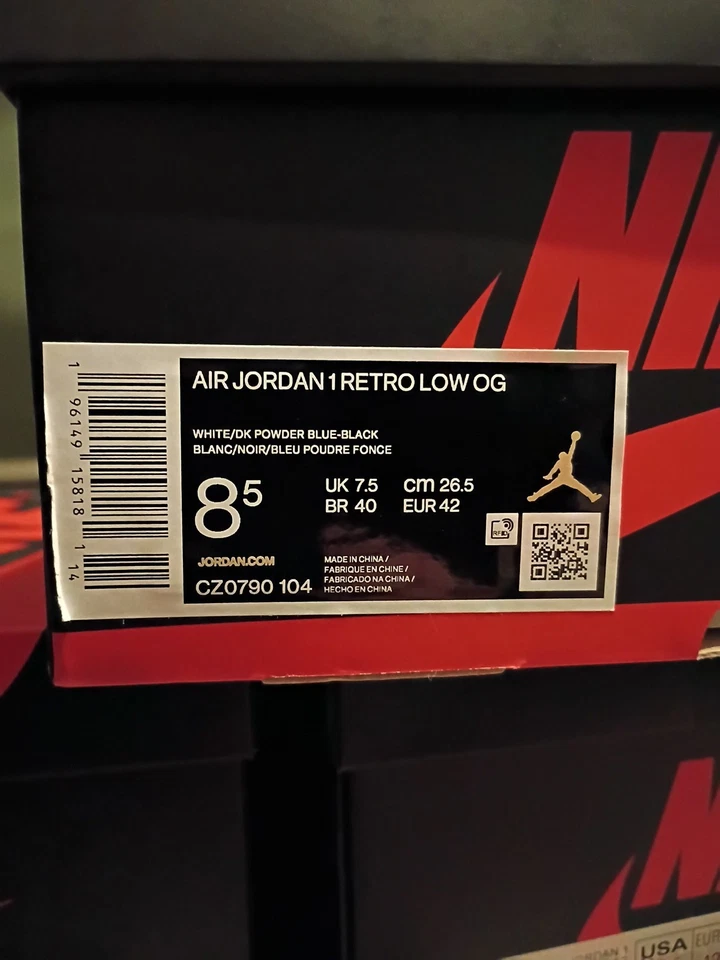 AIR JORDAN 1 RETRO LOW OG
WHITE/DK POWDER BLUE-BLACK
BLANC/NOIR/BLEU POUDRE FONCE
8⁵
UK 7.5 cm 26.5
BR 40 EUR 42
JORDAN.COM
CZ0790 104
MADE IN CHINA /
FABRIQUE EN CHINE /
FABRICADO NA CHINA /
HECHO EN CHINA
RFID
1 96149 15818 1 14
USA
EUR